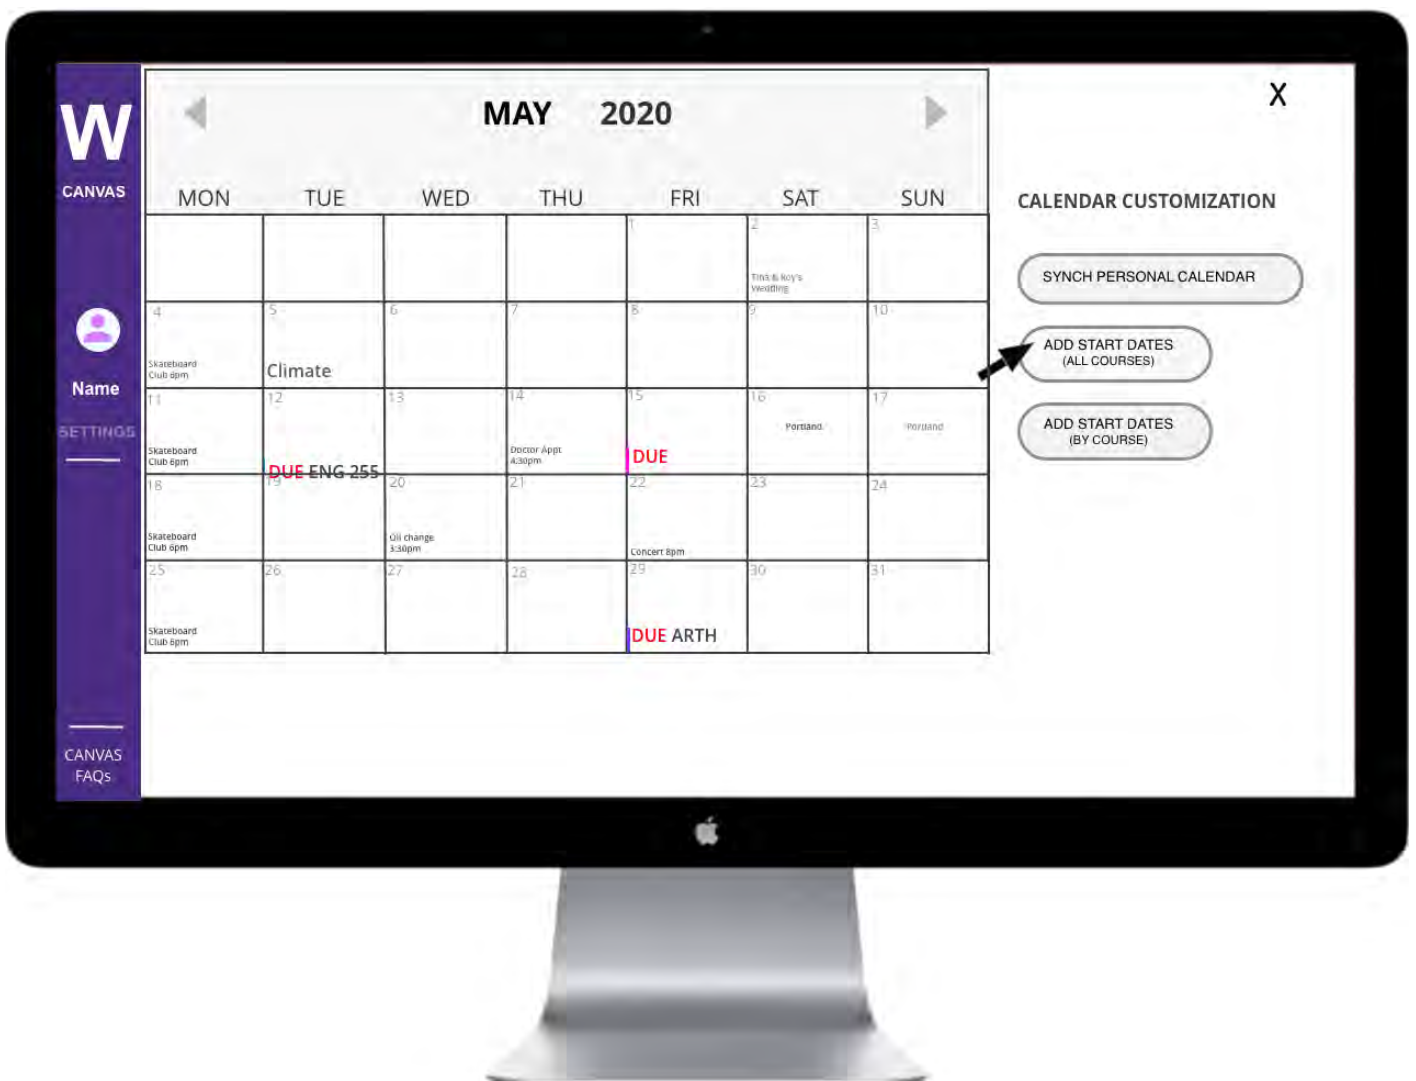 W
CANVAS
Name
SETTINGS
CANVAS
FAQs
MAY 2020
MON TUE WED THU FRI SAT SUN
1 2 3
Tina & Roy's
Wedding
4 5 6 7 8 9 10
Skateboard
Club 6pm
Climate
11 12 13 14 15 16 17
Skateboard
Club 6pm
DUE ENG 255
Doctor Appt
4:30pm
DUE
Portland
Portland
18 19 20 21 22 23 24
Skateboard
Club 6pm
Oil change
3:30pm
Concert 8pm
25 26 27 28 29 30 31
Skateboard
Club 6pm
DUE ARTH
X
CALENDAR CUSTOMIZATION
SYNCH PERSONAL CALENDAR
ADD START DATES
(ALL COURSES)
ADD START DATES
(BY COURSE)